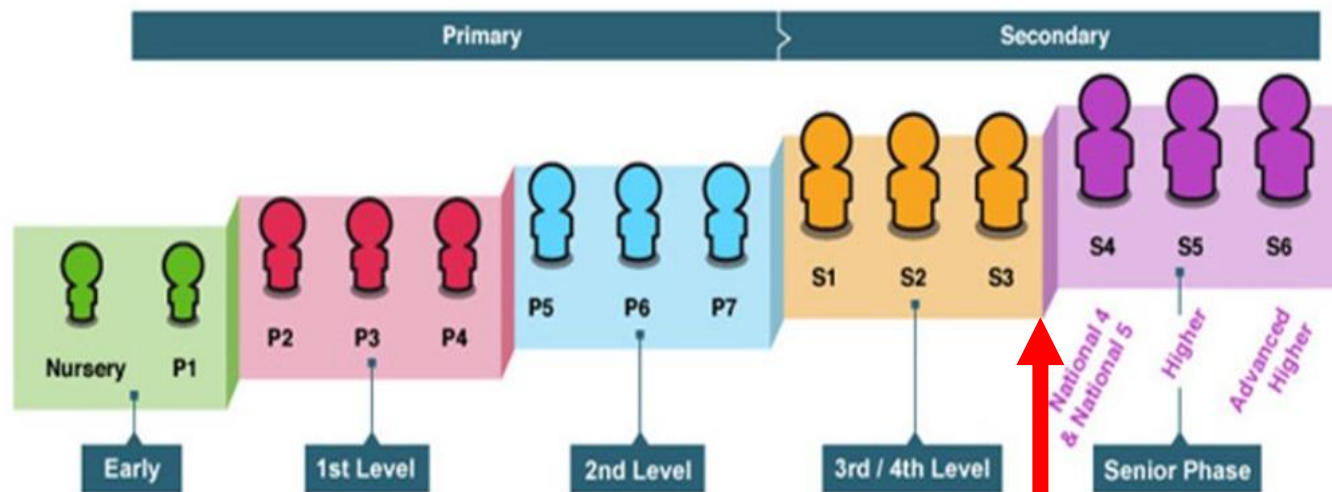 Primary
Secondary
Nursery
P1
P2
P3
P4
P5
P6
P7
S1
S2
S3
S4
S5
S6
National 4
& National 5
Higher
Advanced
Higher
Early
1st Level
2nd Level
3rd / 4th Level
Senior Phase